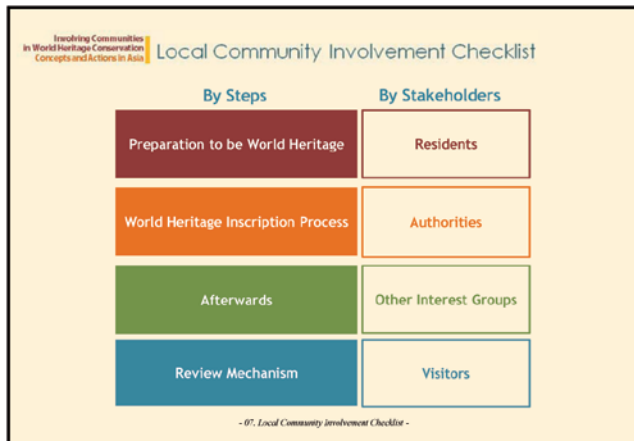 Involving Communities
in World Heritage Conservation
Concepts and Actions in Asia
Local Community Involvement Checklist
By Steps
By Stakeholders
Preparation to be World Heritage
Residents
World Heritage Inscription Process
Authorities
Afterwards
Other Interest Groups
Review Mechanism
Visitors
- 07. Local Community Involvement Checklist -